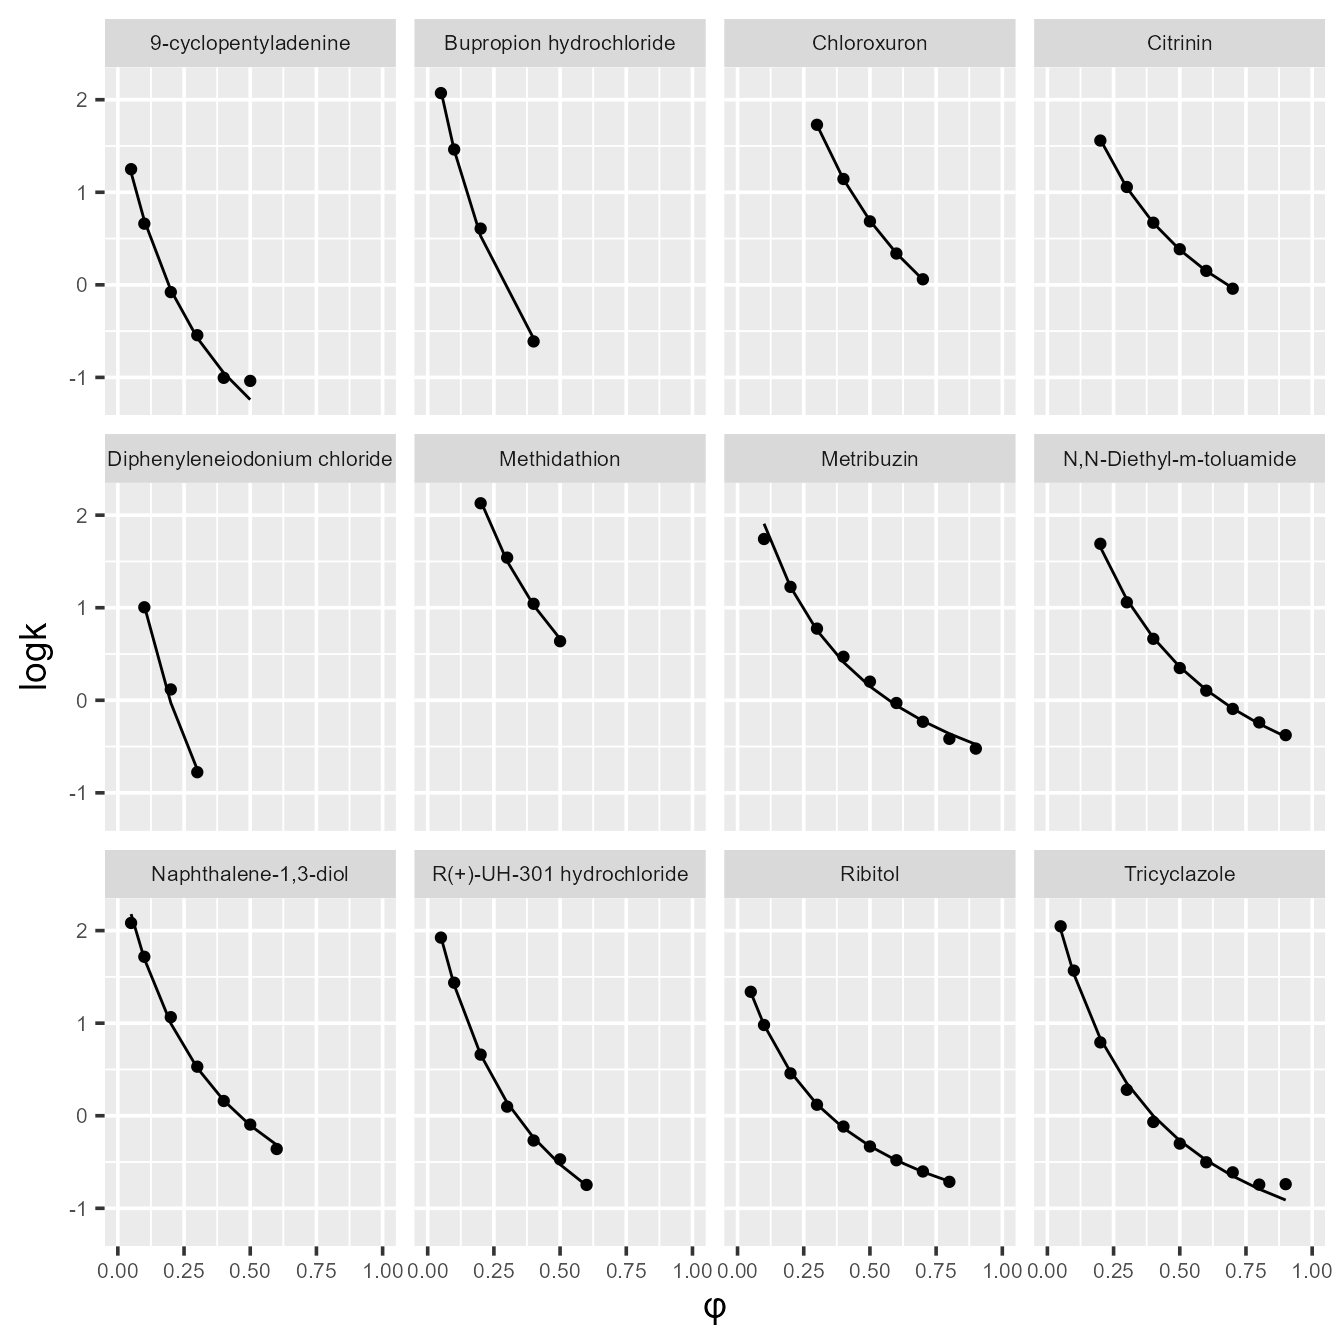 9-cyclopentyladenine Bupropion hydrochloride Chloroxuron Citrinin
2
1
0
-1
Diphenyleneiodonium chloride Methidathion Metribuzin N,N-Diethyl-m-toluamide
2
1
0
-1
logk
Naphthalene-1,3-diol R(+)-UH-301 hydrochloride Ribitol Tricyclazole
2
1
0
-1
0.00 0.25 0.50 0.75 1.00 0.00 0.25 0.50 0.75 1.00 0.00 0.25 0.50 0.75 1.00 0.00 0.25 0.50 0.75 1.00
φ